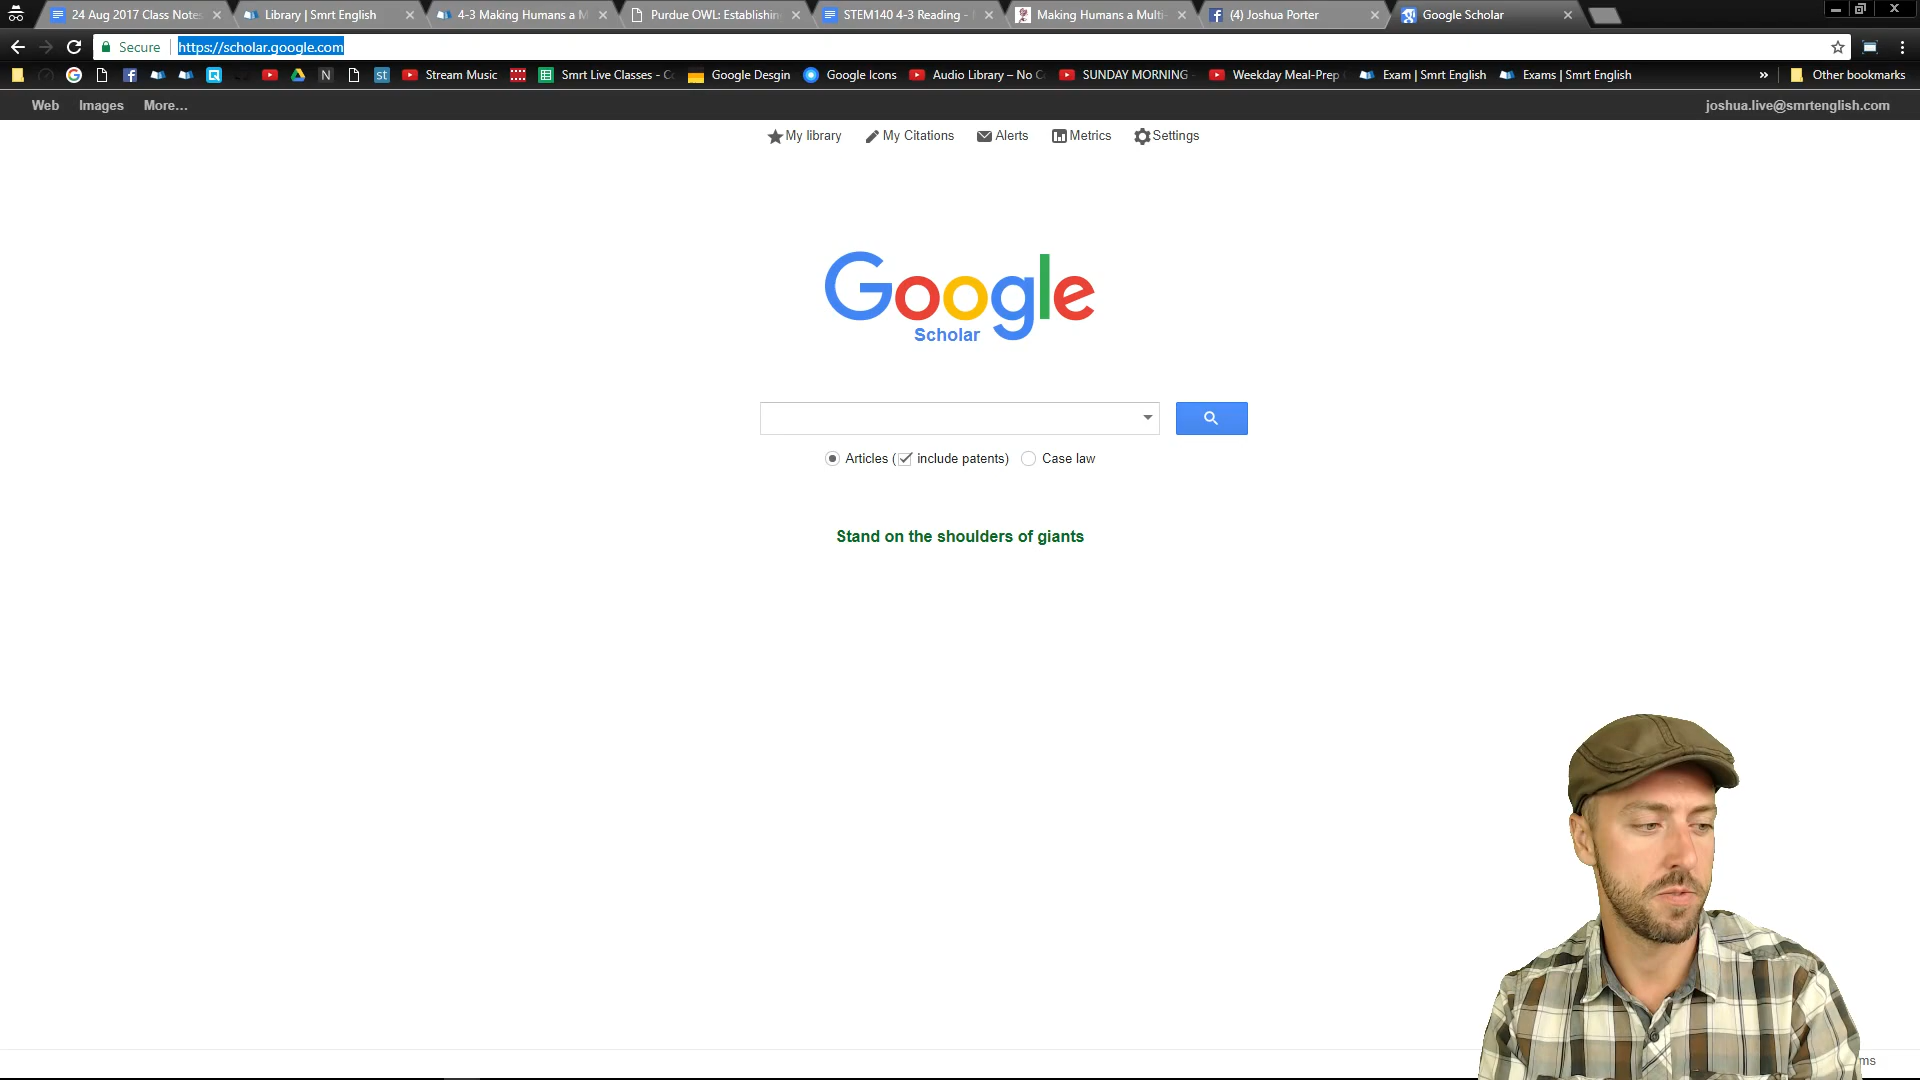 24 Aug 2017 Class Notes
Library | Smrt English
4-3 Making Humans a M
Purdue OWL: Establishin
STEM140 4-3 Reading -
Making Humans a Multi-
(4) Joshua Porter
Google Scholar
Secure
https://scholar.google.com
N
st
Stream Music
Smrt Live Classes - Co
Google Desgin
Google Icons
Audio Library – No C
SUNDAY MORNING
Weekday Meal-Prep
Exam | Smrt English
Exams | Smrt English
»
Other bookmarks
Web
Images
More...
joshua.live@smrtenglish.com
My library
My Citations
Alerts
Metrics
Settings
Google
Scholar
Articles (
include patents)
Case law
Stand on the shoulders of giants
ms